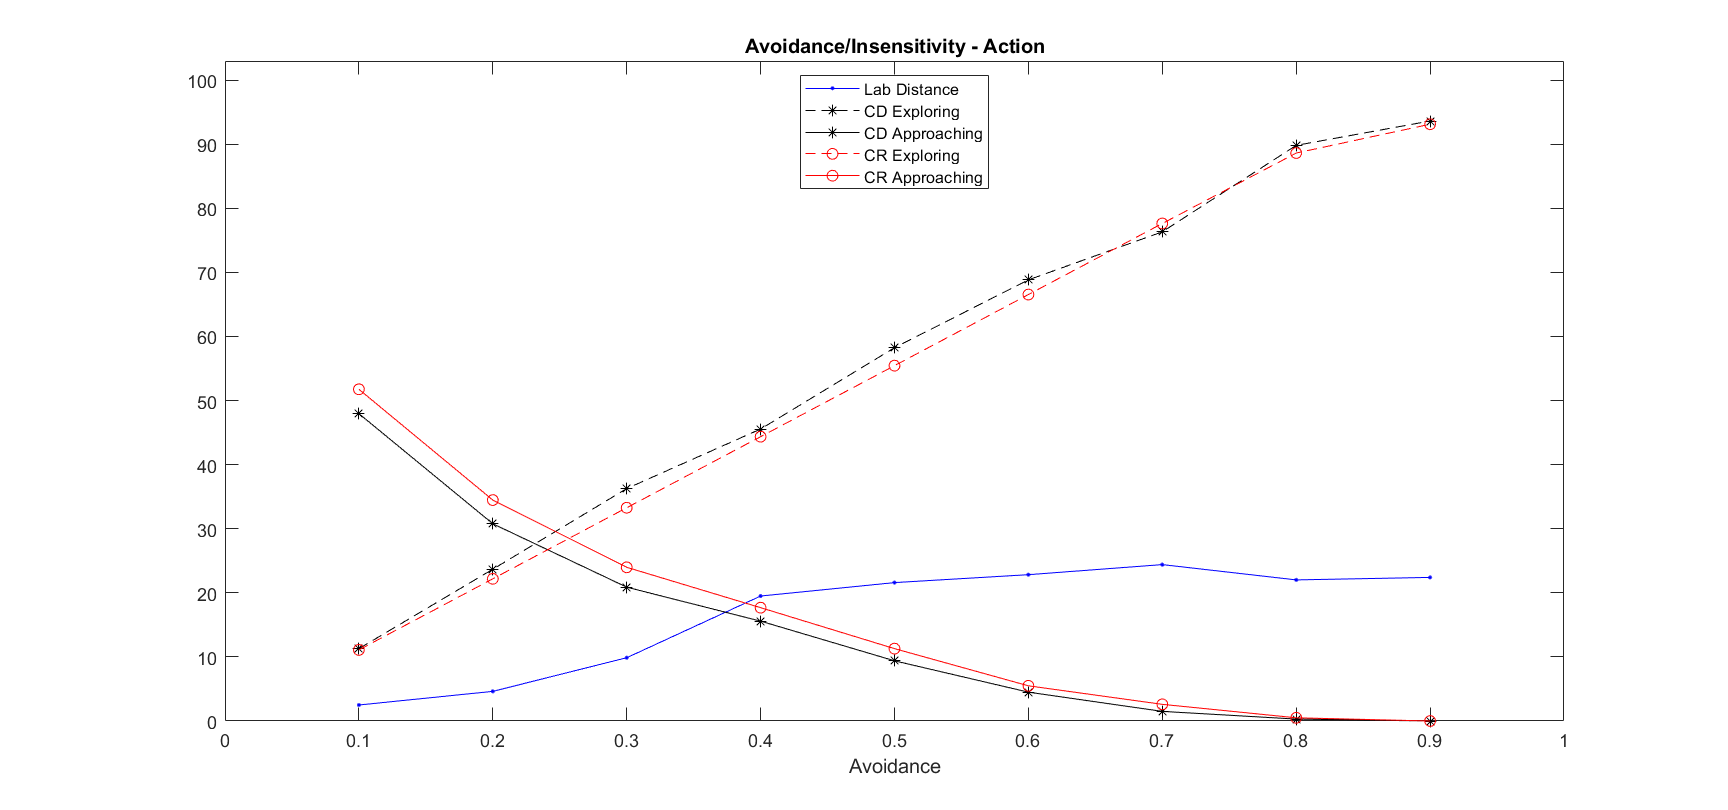 Avoidance/Insensitivity - Action
Lab Distance
CD Exploring
CD Approaching
CR Exploring
CR Approaching
100
90
80
70
60
50
40
30
20
10
0
0 0.1 0.2 0.3 0.4 0.5 0.6 0.7 0.8 0.9 1
Avoidance